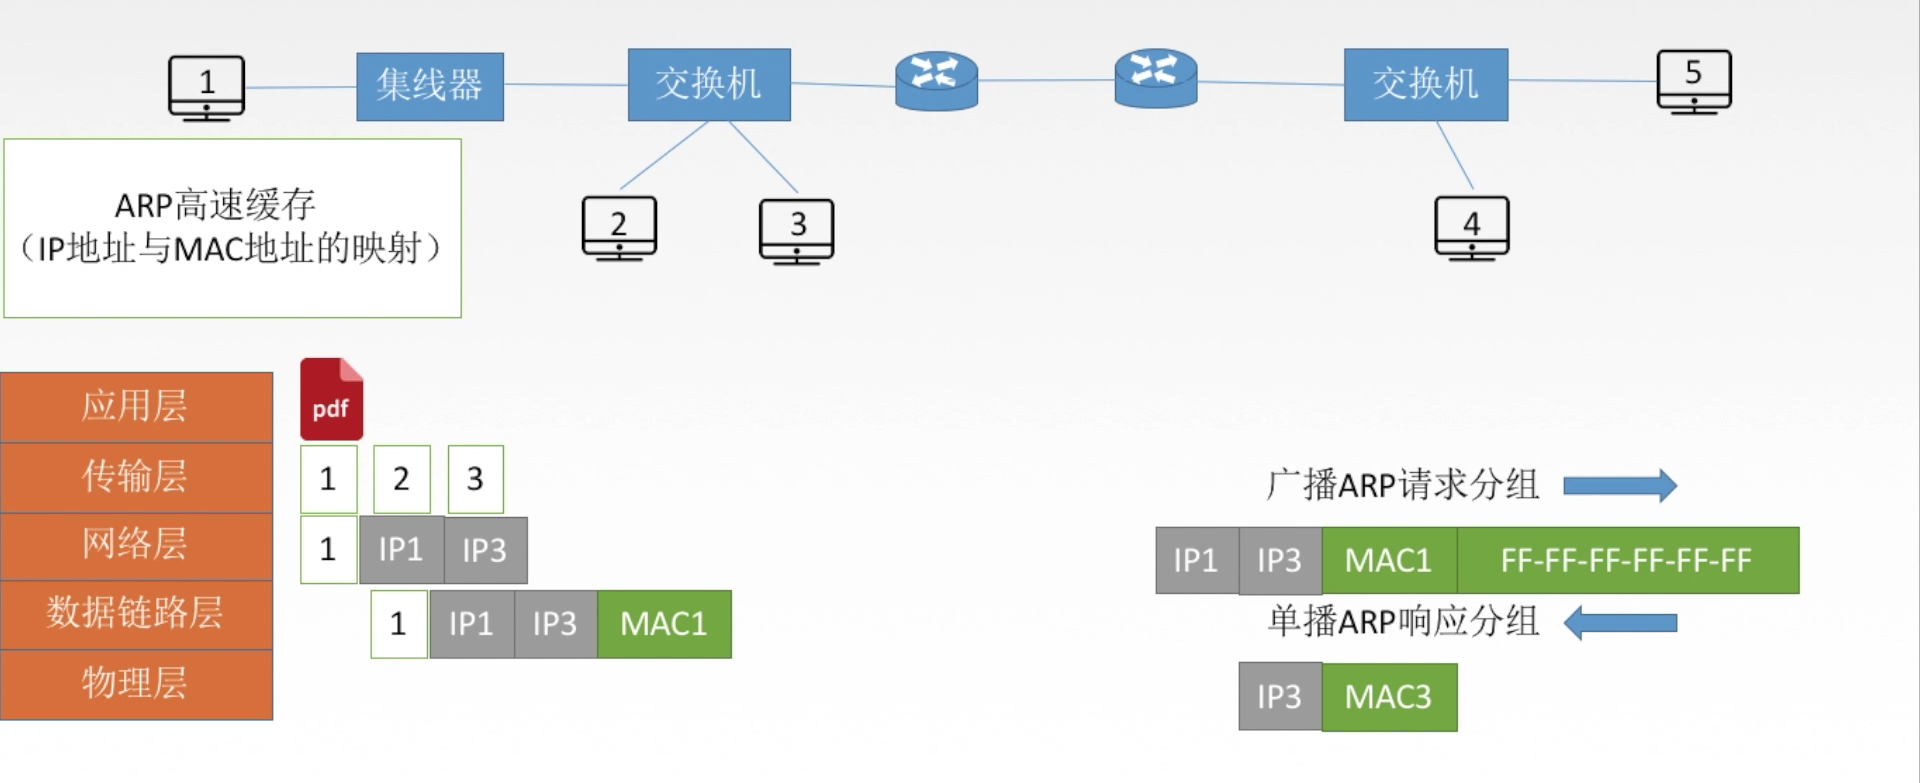 1
集线器
交换机
交换机
5
2
3
4
ARP高速缓存
（IP地址与MAC地址的映射）
应用层
pdf
传输层
1 2 3
网络层
1 IP1 IP3
数据链路层
1 IP1 IP3 MAC1
物理层
广播ARP请求分组
IP1 IP3 MAC1 FF-FF-FF-FF-FF-FF
单播ARP响应分组
IP3 MAC3